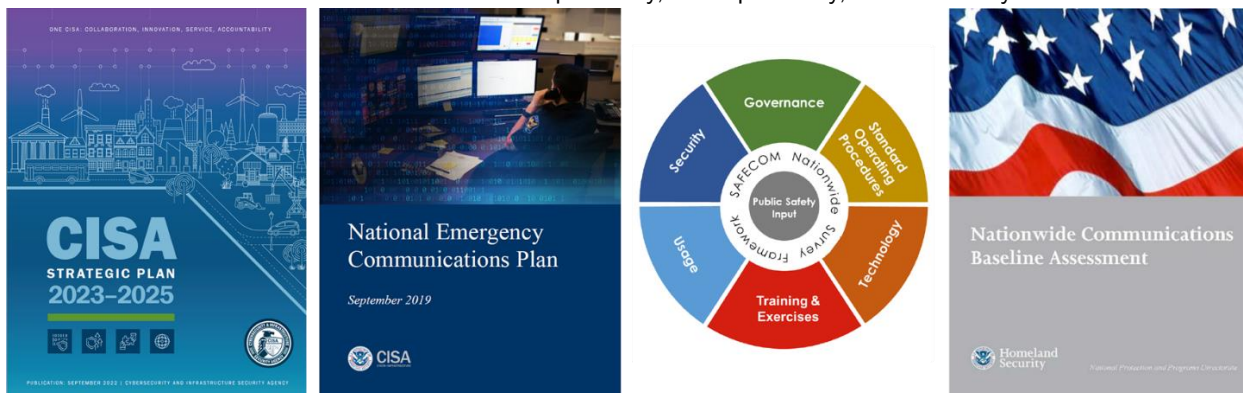 ONE CISA: COLLABORATION, INNOVATION, SERVICE, ACCOUNTABILITY
CISA
STRATEGIC PLAN
2023–2025
PUBLICATION: SEPTEMBER 2022 | CYBERSECURITY AND INFRASTRUCTURE SECURITY AGENCY
National Emergency
Communications Plan
September 2019
CISA
Governance
Standard
Operating
Procedures
Technology
Training &
Exercises
Usage
Security
SAFECOM Nationwide
Survey Framework
Public Safety
Input
Nationwide Communications
Baseline Assessment
Homeland
Security
National Protection and Programs Directorate